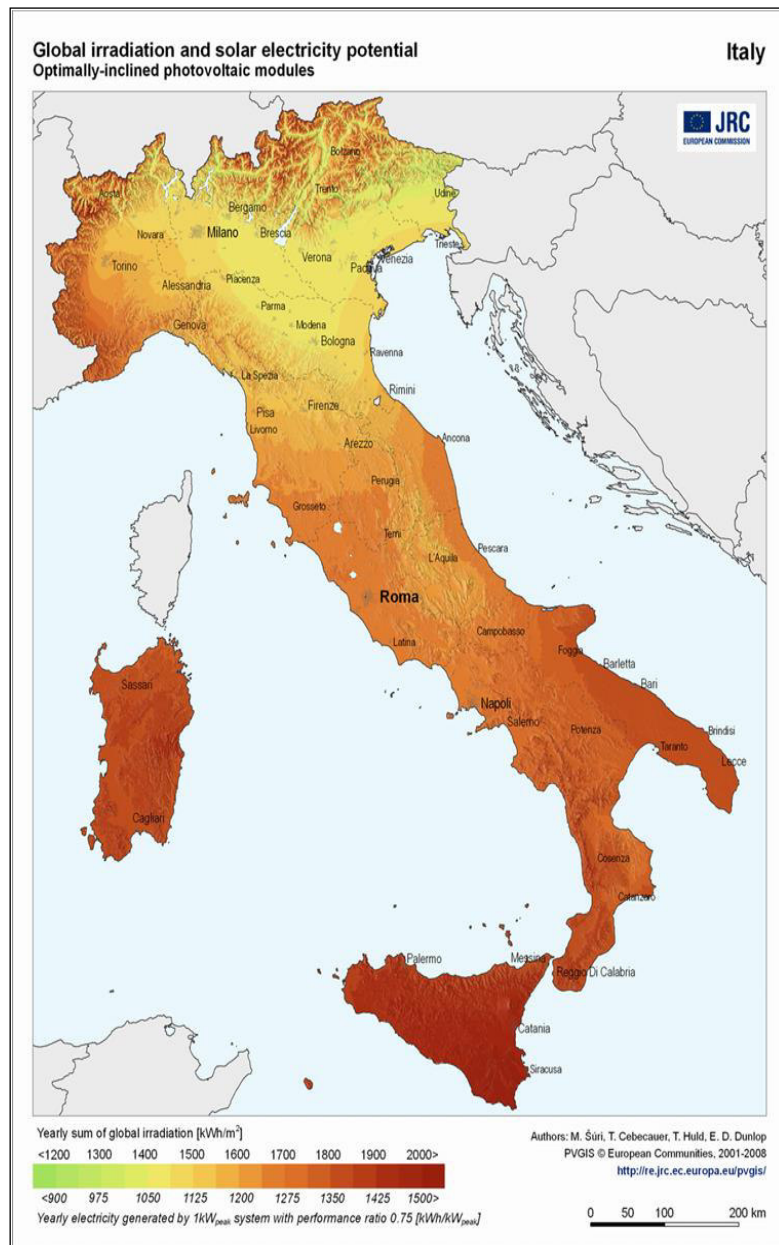 Global irradiation and solar electricity potential
Optimally-inclined photovoltaic modules
Italy
JRC
EUROPEAN COMMISSION
Bolzano
Aosta
Trento
Udine
Bergamo
Novara
Milano
Brescia
Trieste
Verona
Padova
Venezia
Torino
Alessandria
Piacenza
Parma
Genova
Modena
Bologna
Ravenna
La Spezia
Rimini
Pisa
Firenze
Livorno
Arezzo
Ancona
Perugia
Grosseto
Terni
Pescara
L'Aquila
Roma
Campobasso
Latina
Foggia
Barletta
Sassari
Bari
Napoli
Salerno
Potenza
Brindisi
Taranto
Lecce
Cagliari
Cosenza
Catanzaro
Palermo
Messina
Reggio Di Calabria
Catania
Siracusa
Yearly sum of global irradiation [kWh/m²]
<1200 1300 1400 1500 1600 1700 1800 1900 2000>
<900 975 1050 1125 1200 1275 1350 1425 1500>
Yearly electricity generated by 1kWpeak system with performance ratio 0.75 [kWh/kWpeak]
Authors: M. Šúri, T. Cebecauer, T. Huld, E. D. Dunlop
PVGIS © European Communities, 2001-2008
http://re.jrc.ec.europa.eu/pvgis/
0 50 100 200 km